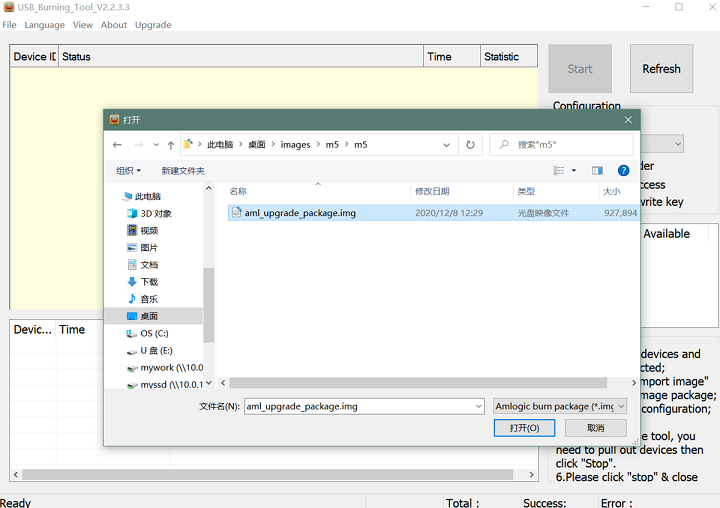 USB_Burning_Tool_V2.2.3.3
File Language View About Upgrade
Device ID Status Time Statistic
Start Refresh
Configuration
打开
此电脑 桌面 images m5 m5
搜索"m5"
组织 新建文件夹
名称 修改日期 类型 大小
aml_upgrade_package.img 2020/12/8 12:29 光盘映像文件 927,894
此电脑
3D 对象
视频
图片
文档
下载
音乐
桌面
OS (C:)
U 盘 (E:)
mywork (\\10.0
myssd (\\10.0.1
文件名(N): aml_upgrade_package.img Amlogic burn package (*.img
打开(O) 取消
der
ccess
write key
Available
Devic... Time
devices and
cted;
mport image"
mage package;
configuration;
e tool, you
need to pull out devices then
click "Stop".
6.Please click "stop" & close
Ready Total : Success: Error :